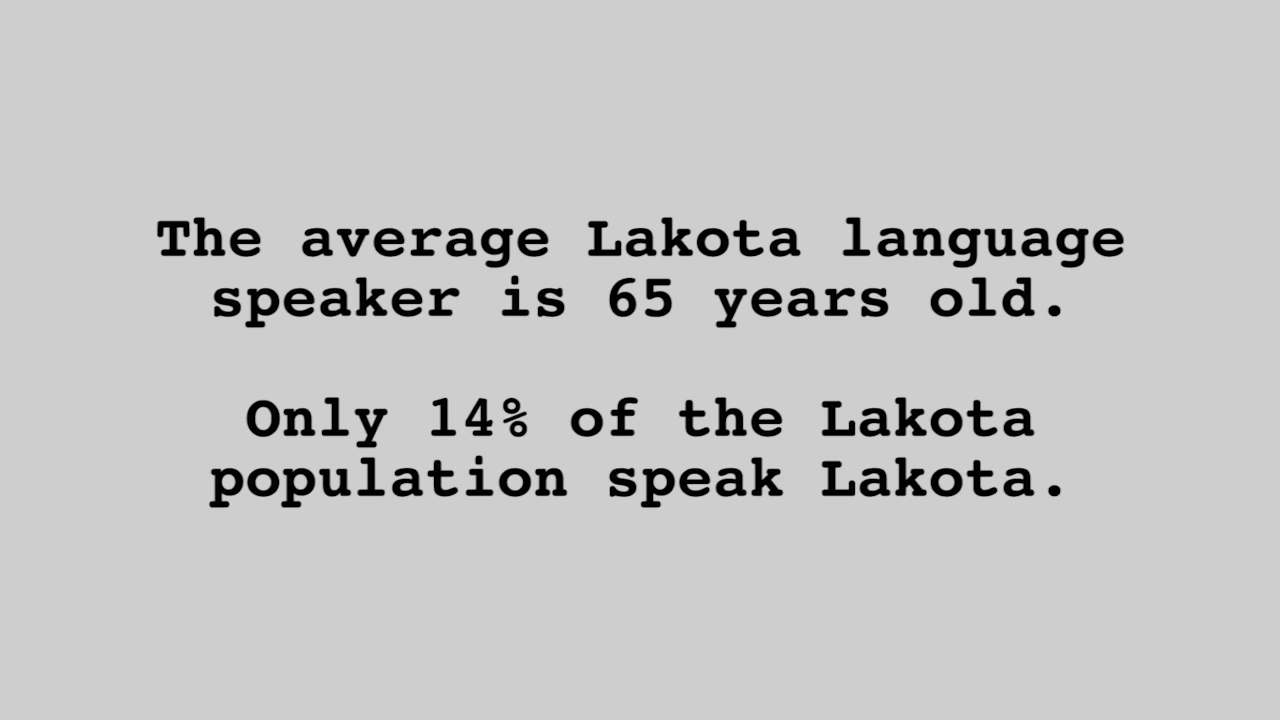 The average Lakota language
speaker is 65 years old.
Only 14% of the Lakota
population speak Lakota.